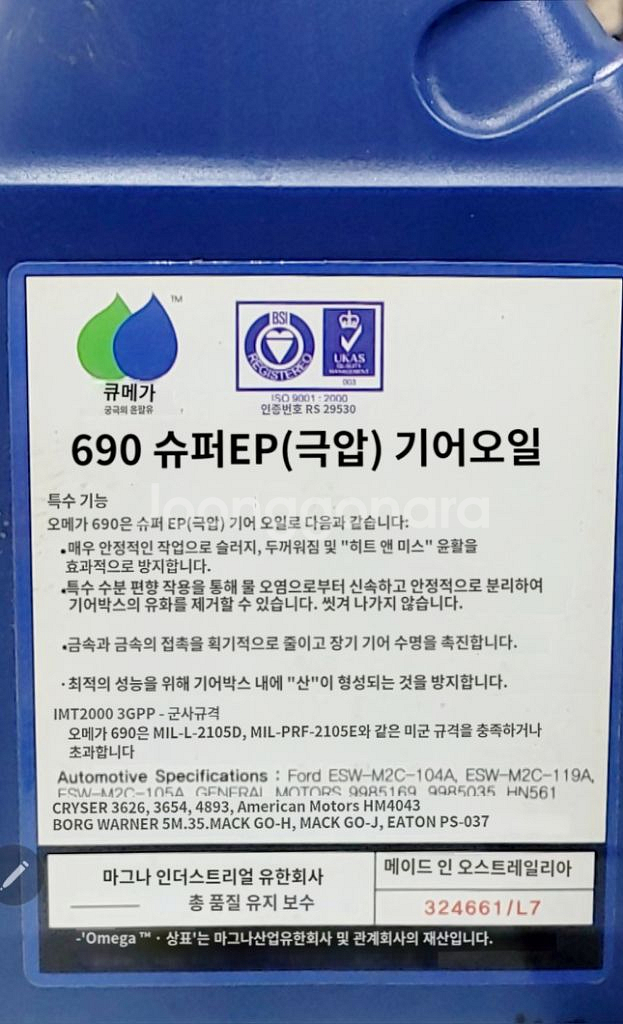 TM
큐메가
궁극의 윤활유
BSI
REGISTERED
UKAS
QUALITY
MANAGEMENT
003
ISO 9001 : 2000
인증번호 RS 29530
690 슈퍼EP(극압) 기어오일
특수 기능
loonggonara
오메가 690은 슈퍼 EP(극압) 기어 오일로 다음과 같습니다:
•매우 안정적인 작업으로 슬러지, 두꺼워짐 및 "히트 앤 미스" 윤활을
효과적으로 방지합니다.
•특수 수분 편향 작용을 통해 물 오염으로부터 신속하고 안정적으로 분리하여
기어박스의 유화를 제거할 수 있습니다. 씻겨 나가지 않습니다.
•금속과 금속의 접촉을 획기적으로 줄이고 장기 기어 수명을 촉진합니다.
·최적의 성능을 위해 기어박스 내에 "산"이 형성되는 것을 방지합니다.
IMT2000 3GPP - 군사규격
오메가 690은 MIL-L-2105D, MIL-PRF-2105E와 같은 미군 규격을 충족하거나
초과합니다
Automotive Specifications : Ford ESW-M2C-104A, ESW-M2C-119A,
ESW-M2C-105A, GENERAL MOTORS 9985169, 9985035, HN561
CRYSER 3626, 3654, 4893, American Motors HM4043
BORG WARNER 5M.35.MACK GO-H, MACK GO-J, EATON PS-037
마그나 인더스트리얼 유한회사
총 품질 유지 보수
메이드 인 오스트레일리아
324661/L7
-'Omega ™ · 상표'는 마그나산업유한회사 및 관계회사의 재산입니다.